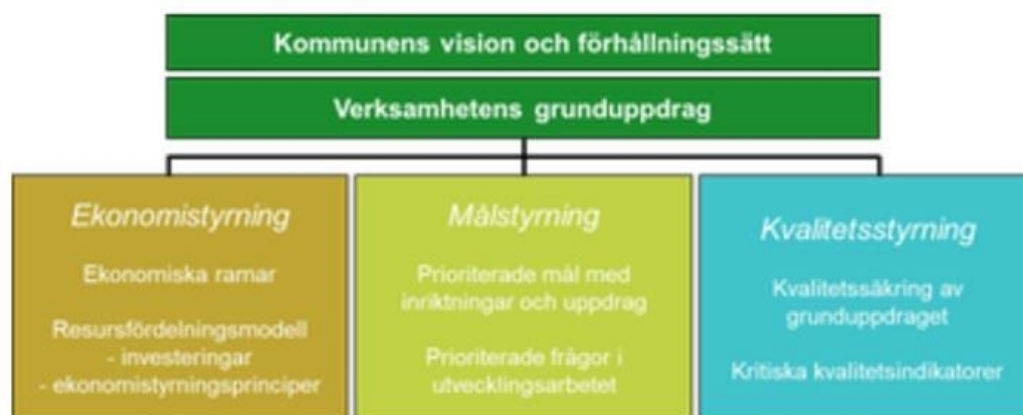 Kommunens vision och förhållningssätt
Verksamhetens grunduppdrag
Ekonomistyrning
Ekonomiska ramar
Resursfördelningsmodell
- investeringar
- ekonomistyrningsprinciper
Målstyrning
Prioriterade mål med
inriktningar och uppdrag
Prioriterade frågor i
utvecklingsarbetet
Kvalitetsstyrning
Kvalitetssäkring av
grunduppdraget
Kritiska kvalitetsindikatorer